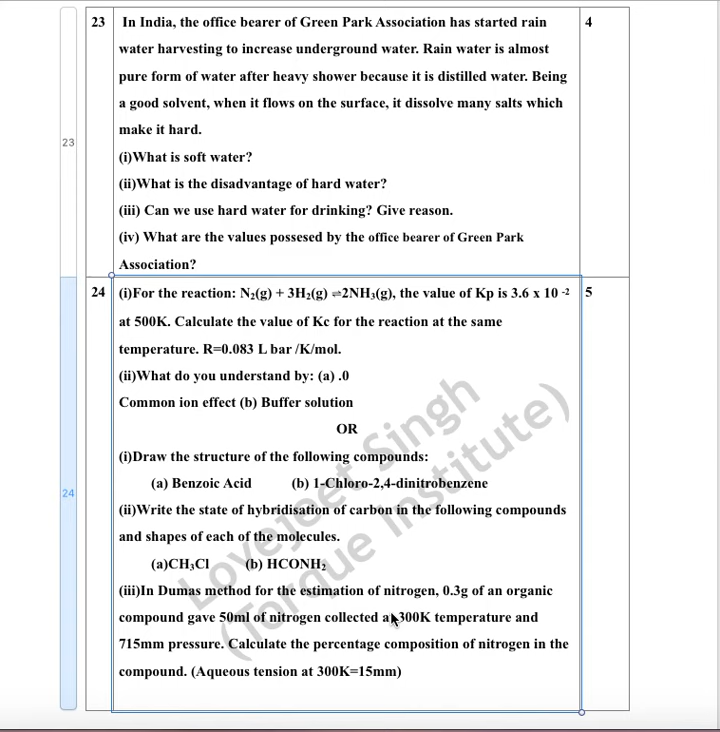 23 In India, the office bearer of Green Park Association has started rain 4
water harvesting to increase underground water. Rain water is almost
pure form of water after heavy shower because it is distilled water. Being
a good solvent, when it flows on the surface, it dissolve many salts which
make it hard.
23
(i)What is soft water?
(ii)What is the disadvantage of hard water?
(iii) Can we use hard water for drinking? Give reason.
(iv) What are the values possesed by the office bearer of Green Park
Association?
24 (i)For the reaction: N₂(g) + 3H₂(g) ⇌2NH₃(g), the value of Kp is 3.6 x 10 ⁻² 5
at 500K. Calculate the value of Kc for the reaction at the same
temperature. R=0.083 L bar /K/mol.
(ii)What do you understand by: (a) .0
Common ion effect (b) Buffer solution
OR
(i)Draw the structure of the following compounds:
(a) Benzoic Acid (b) 1-Chloro-2,4-dinitrobenzene
24
(ii)Write the state of hybridisation of carbon in the following compounds
and shapes of each of the molecules.
(a)CH₃Cl (b) HCONH₂
(iii)In Dumas method for the estimation of nitrogen, 0.3g of an organic
compound gave 50ml of nitrogen collected at 300K temperature and
715mm pressure. Calculate the percentage composition of nitrogen in the
compound. (Aqueous tension at 300K=15mm)
Lovejeet Singh
(Torque Institute)